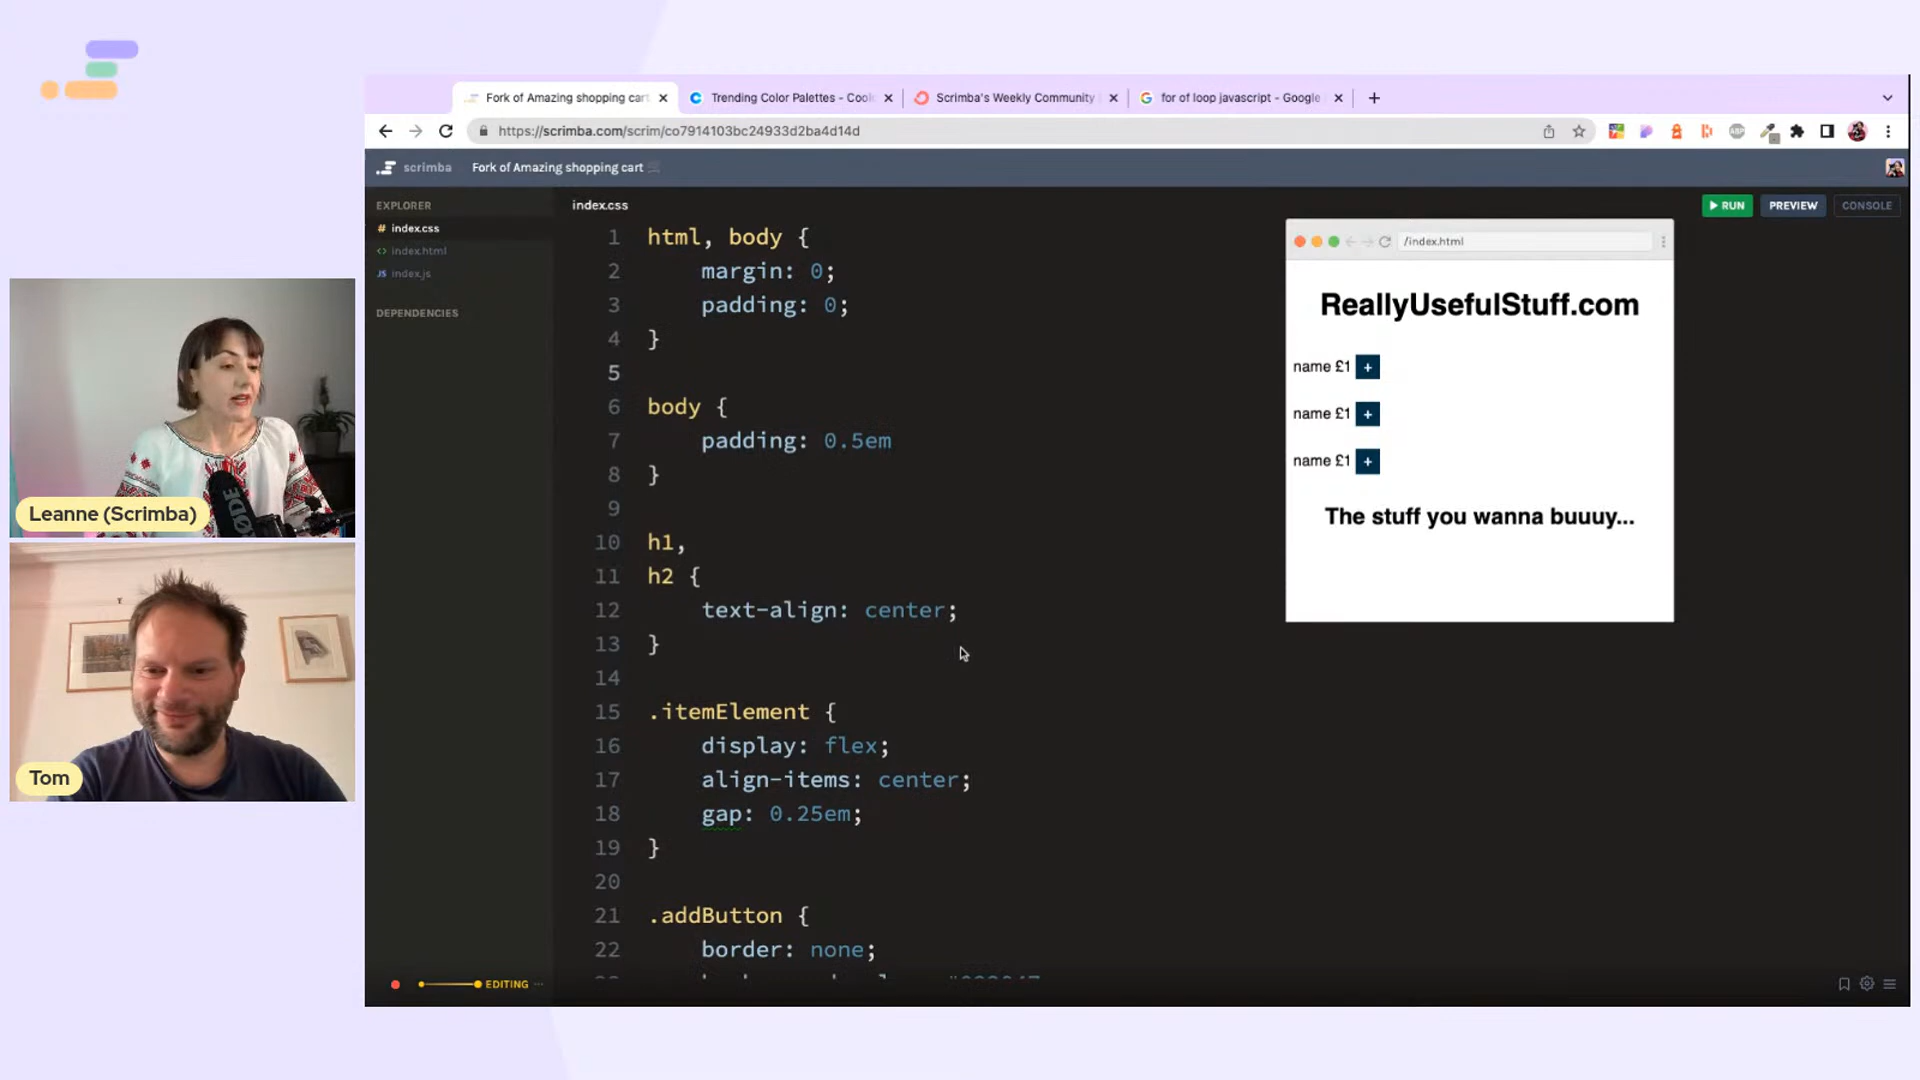 Fork of Amazing shopping cart
Trending Color Palettes - Coo
Scrimba's Weekly Community
for of loop javascript - Google
https://scrimba.com/scrim/co7914103bc24933d2ba4d14d
scrimba
Fork of Amazing shopping cart
EXPLORER
index.css
index.html
index.js
DEPENDENCIES
index.css
RUN
PREVIEW
CONSOLE
1 html, body {
2 margin: 0;
3 padding: 0;
4 }
5
6 body {
7 padding: 0.5em
8 }
9
10 h1,
11 h2 {
12 text-align: center;
13 }
14
15 .itemElement {
16 display: flex;
17 align-items: center;
18 gap: 0.25em;
19 }
20
21 .addButton {
22 border: none;
/index.html
ReallyUsefulStuff.com
name £1 +
name £1 +
name £1 +
The stuff you wanna buuuy...
EDITING ...
Leanne (Scrimba)
RØDE
Tom
ABP